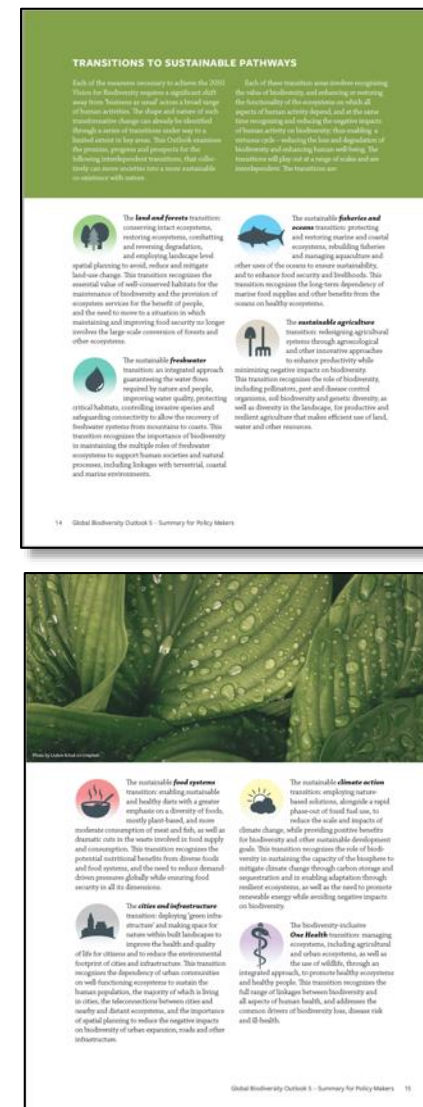 TRANSITIONS TO SUSTAINABLE PATHWAYS
Each of the measures necessary to achieve the 2050
Vision for Biodiversity requires a significant shift
away from 'business as usual' across a broad range
of human activities. The shape and nature of such
transformative change can already be identified
through a series of transitions under way to a
limited extent in key areas. This Outlook examines
the promise, progress and prospects for the
following interdependent transitions, that collec-
tively can move societies into a more sustainable
co-existence with nature.
Each of these transition areas involves recognizing
the value of biodiversity, and enhancing or restoring
the functionality of the ecosystems on which all
aspects of human activity depend, and at the same
time recognizing and reducing the negative impacts
of human activity on biodiversity; thus enabling a
virtuous cycle – reducing the loss and degradation of
biodiversity and enhancing human well-being. The
transitions will play out at a range of scales and are
interdependent. The transitions are:
The land and forests transition:
conserving intact ecosystems,
restoring ecosystems, combatting
and reversing degradation,
and employing landscape level
spatial planning to avoid, reduce and mitigate
land-use change. This transition recognizes the
essential value of well-conserved habitats for the
maintenance of biodiversity and the provision of
ecosystem services for the benefit of people,
and the need to move to a situation in which
maintaining and improving food security no longer
involves the large-scale conversion of forests and
other ecosystems.
The sustainable freshwater
transition: an integrated approach
guaranteeing the water flows
required by nature and people,
improving water quality, protecting
critical habitats, controlling invasive species and
safeguarding connectivity to allow the recovery of
freshwater systems from mountains to coasts. This
transition recognizes the importance of biodiversity
in maintaining the multiple roles of freshwater
ecosystems to support human societies and natural
processes, including linkages with terrestrial, coastal
and marine environments.
The sustainable fisheries and
oceans transition: protecting
and restoring marine and coastal
ecosystems, rebuilding fisheries
and managing aquaculture and
other uses of the oceans to ensure sustainability,
and to enhance food security and livelihoods. This
transition recognizes the long-term dependency of
marine food supplies and other benefits from the
oceans on healthy ecosystems.
The sustainable agriculture
transition: redesigning agricultural
systems through agroecological
and other innovative approaches
to enhance productivity while
minimizing negative impacts on biodiversity.
This transition recognizes the role of biodiversity,
including pollinators, pest and disease control
organisms, soil biodiversity and genetic diversity, as
well as diversity in the landscape, for productive and
resilient agriculture that makes efficient use of land,
water and other resources.
14 Global Biodiversity Outlook 5 – Summary for Policy Makers
The sustainable food systems
transition: enabling sustainable
and healthy diets with a greater
emphasis on a diversity of foods,
mostly plant-based, and more
moderate consumption of meat and fish, as well as
dramatic cuts in the waste involved in food supply
and consumption. This transition recognizes the
potential nutritional benefits from diverse foods
and food systems, and the need to reduce demand-
driven pressures globally while ensuring food
security in all its dimensions.
The cities and infrastructure
transition: deploying 'green infra-
structure' and making space for
nature within built landscapes to
improve the health and quality
of life for citizens and to reduce the environmental
footprint of cities and infrastructure. This transition
recognizes the dependency of urban communities
on well-functioning ecosystems to sustain the
human population, the majority of which is living
in cities, the teleconnections between cities and
nearby and distant ecosystems, and the importance
of spatial planning to reduce the negative impacts
on biodiversity of urban expansion, roads and other
infrastructure.
The sustainable climate action
transition: employing nature-
based solutions, alongside a rapid
phase-out of fossil fuel use, to
reduce the scale and impacts of
climate change, while providing positive benefits
for biodiversity and other sustainable development
goals. This transition recognizes the role of biodi-
versity in sustaining the capacity of the biosphere to
mitigate climate change through carbon storage and
sequestration and in enabling adaptation through
resilient ecosystems, as well as the need to promote
renewable energy while avoiding negative impacts
on biodiversity.
The biodiversity-inclusive
One Health transition: managing
ecosystems, including agricultural
and urban ecosystems, as well as
the use of wildlife, through an
integrated approach, to promote healthy ecosystems
and healthy people. This transition recognizes the
full range of linkages between biodiversity and
all aspects of human health, and addresses the
common drivers of biodiversity loss, disease risk
and ill-health.
Global Biodiversity Outlook 5 – Summary for Policy Makers 15